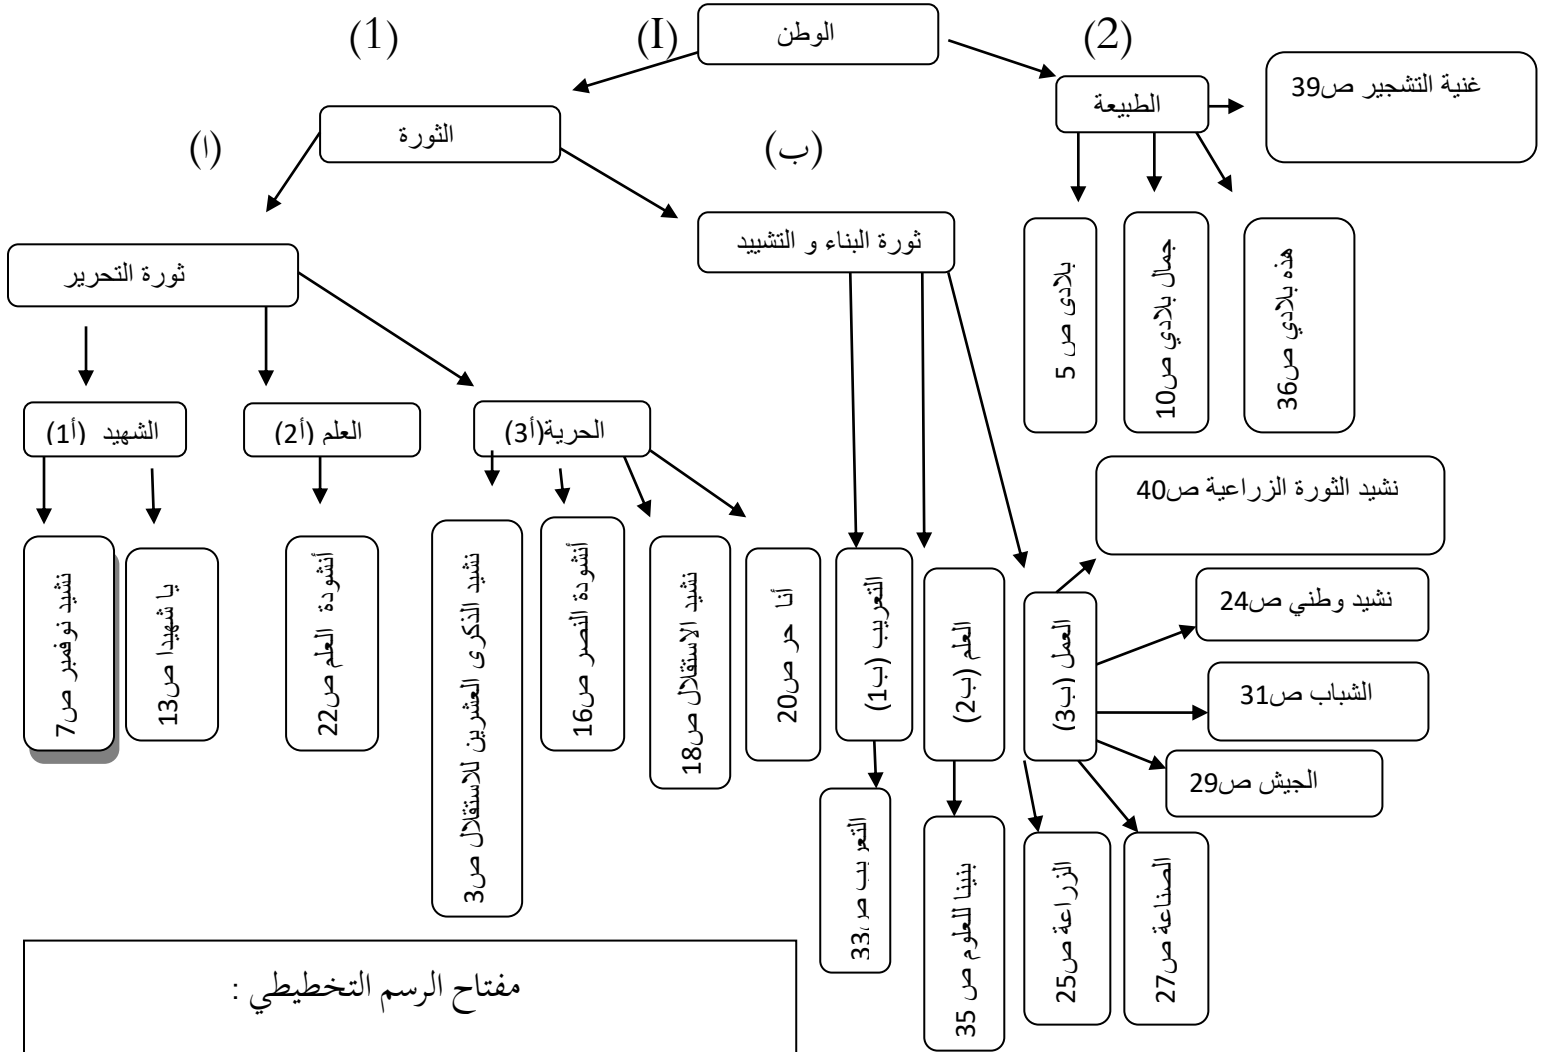 (1)
(I)
الوطن
(2)
غنية التشجير ص39
الطبيعة
الثورة
(ا)
(ب)
ثورة البناء و التشييد
ثورة التحرير
بلادى ص 5
جمال بلادي ص10
هذه بلادي ص36
الشهيد (أ1)
العلم (أ2)
الحرية(أ3)
نشيد الثورة الزراعية ص40
نشيد نوفمبر ص7
يا شهيدا ص13
أنشودة العلم ص22
نشيد الذكرى العشرين للاستقلال ص3
أنشودة النصر ص16
نشيد الاستقلال ص18
أنا حر ص20
التعريب (ب1)
العلم (ب2)
العمل (ب3)
نشيد وطني ص24
الشباب ص31
الجيش ص29
التعريب ص33
بنينا للعلوم ص 35
الزراعة ص25
الصناعة ص27
مفتاح الرسم التخطيطي :